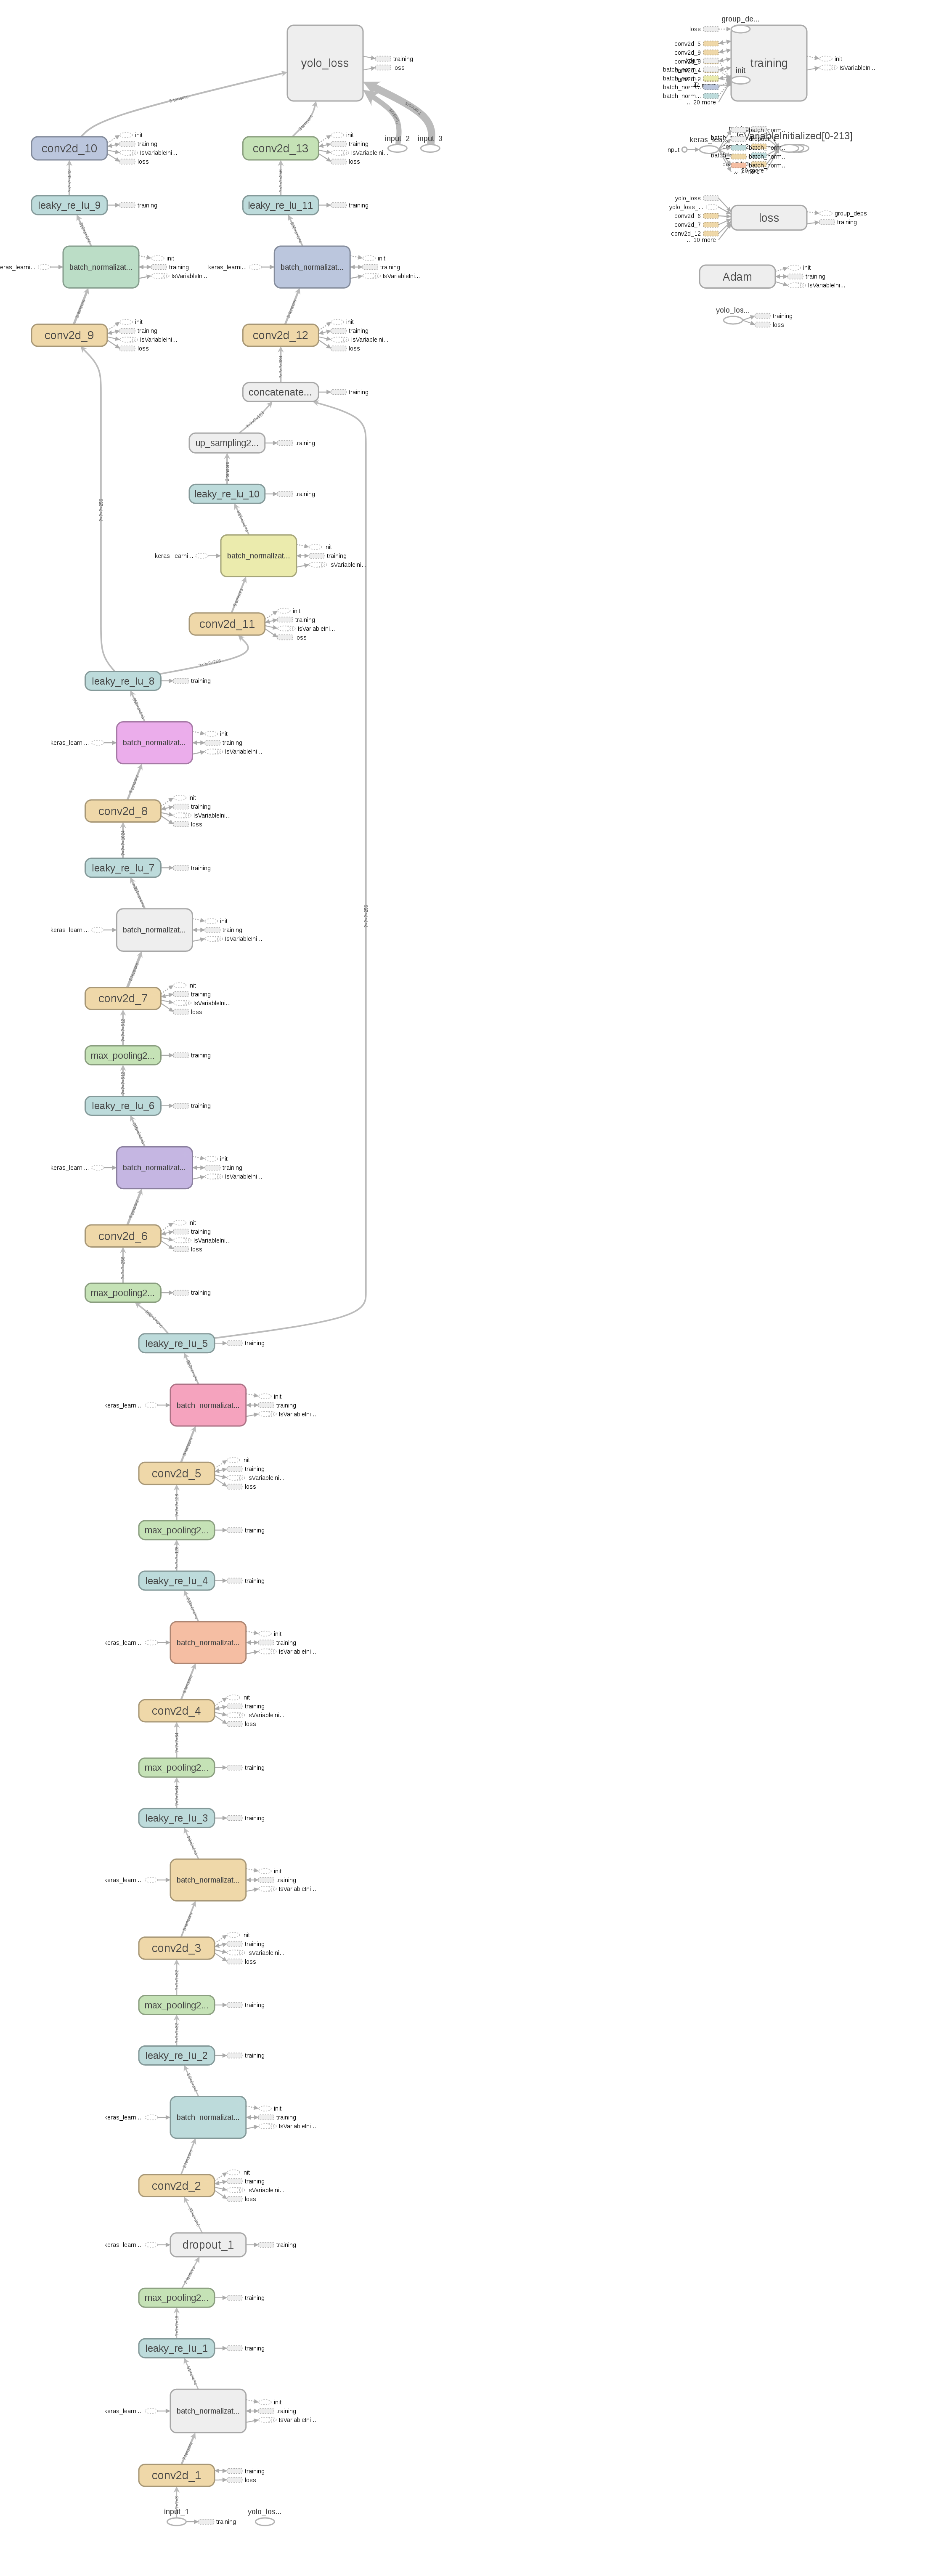 yolo_loss
training
loss
input_2
input_3
conv2d_10
init
training
IsVariableIni...
loss
conv2d_13
init
training
IsVariableIni...
loss
leaky_re_lu_9
training
leaky_re_lu_11
training
keras_learni...
batch_normalizat...
init
training
IsVariableIni...
keras_learni...
batch_normalizat...
init
training
IsVariableIni...
conv2d_9
init
training
IsVariableIni...
loss
conv2d_12
init
training
IsVariableIni...
loss
concatenate...
training
up_sampling2...
training
leaky_re_lu_10
training
keras_learni...
batch_normalizat...
init
training
IsVariableIni...
conv2d_11
init
training
IsVariableIni...
loss
leaky_re_lu_8
training
keras_learni...
batch_normalizat...
init
training
IsVariableIni...
conv2d_8
init
training
IsVariableIni...
loss
leaky_re_lu_7
training
keras_learni...
batch_normalizat...
init
training
IsVariableIni...
conv2d_7
init
training
IsVariableIni...
loss
max_pooling2...
training
leaky_re_lu_6
training
keras_learni...
batch_normalizat...
init
training
IsVariableIni...
conv2d_6
init
training
IsVariableIni...
loss
max_pooling2...
training
leaky_re_lu_5
training
keras_learni...
batch_normalizat...
init
training
IsVariableIni...
conv2d_5
init
training
IsVariableIni...
loss
max_pooling2...
training
leaky_re_lu_4
training
keras_learni...
batch_normalizat...
init
training
IsVariableIni...
conv2d_4
init
training
IsVariableIni...
loss
max_pooling2...
training
leaky_re_lu_3
training
keras_learni...
batch_normalizat...
init
training
IsVariableIni...
conv2d_3
init
training
IsVariableIni...
loss
max_pooling2...
training
leaky_re_lu_2
training
keras_learni...
batch_normalizat...
init
training
IsVariableIni...
conv2d_2
init
training
IsVariableIni...
loss
keras_learni...
dropout_1
training
max_pooling2...
training
leaky_re_lu_1
training
keras_learni...
batch_normalizat...
init
training
IsVariableIni...
conv2d_1
training
loss
input_1
training
yolo_los...
group_de...
loss
conv2d_5
conv2d_9
init
batch_norm...
... 20 more
training
init
IsVariableIni...
input
batch_norm...
batch_norm...
batch_norm...
batch_norm...
yolo_loss
yolo_loss_...
conv2d_6
conv2d_7
conv2d_12
... 10 more
loss
group_deps
training
Adam
init
training
IsVariableIni...
yolo_los...
training
loss